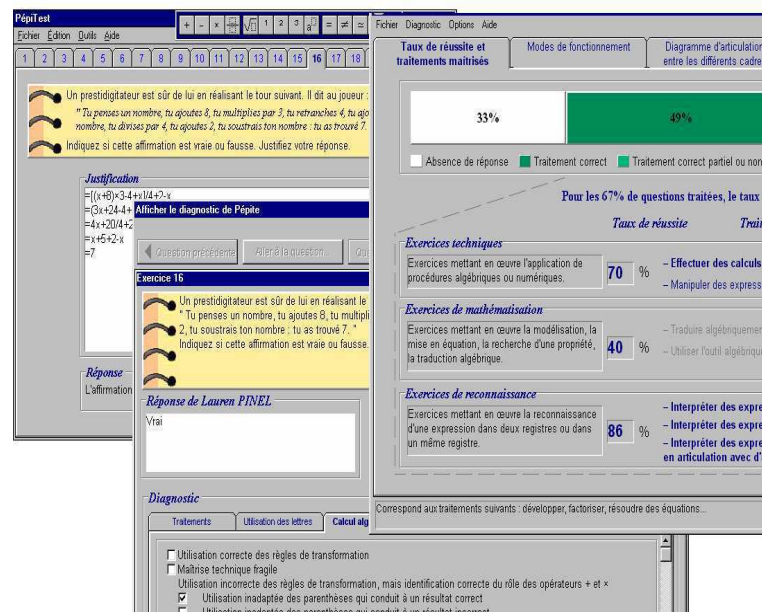 PépiTest
Fichier Édition Outils Aide
+ - × √ 1 2 3 = ≠ ≃
1 2 3 4 5 6 7 8 9 10 11 12 13 14 15 16 17 18
Un prestidigitateur est sûr de lui en réalisant le tour suivant. Il dit au joueur :
" Tu penses un nombre, tu ajoutes 8, tu multiplies par 3, tu retranches 4, tu ajo
nombre, tu divises par 4, tu ajoutes 2, tu soustrais ton nombre : tu as trouvé 7.
Indiquez si cette affirmation est vraie ou fausse. Justifiez votre réponse.
Justification
=[(x+8)×3-4+x]/4+2-x
=(3x+24-4+
=4x+20/4+2
=x+5+2-x
=7
Réponse
L'affirmation
Afficher le diagnostic de Pépite
Question précédente Aller à la question... Que
Exercice 16
Un prestidigitateur est sûr de lui en réalisant le
" Tu penses un nombre, tu ajoutes 8, tu multipli
2, tu soustrais ton nombre : tu as trouvé 7. "
Indiquez si cette affirmation est vraie ou fausse.
Réponse de Lauren PINEL
Vrai
Diagnostic
Traitements Utilisation des lettres Calcul alg
Utilisation correcte des règles de transformation
Maîtrise technique fragile
Utilisation incorrecte des règles de transformation, mais identification correcte du rôle des opérateurs + et ×
Utilisation inadaptée des parenthèses qui conduit à un résultat correct
Utilisation inadaptée des parenthèses qui conduit à un résultat incorrect
Fichier Diagnostic Options Aide
Taux de réussite et
traitements maîtrisés
Modes de fonctionnement
Diagramme d'articulation
entre les différents cadre
33% 49%
Absence de réponse Traitement correct Traitement correct partiel ou non
Pour les 67% de questions traitées, le taux
Taux de réussite Trai
Exercices techniques
Exercices mettant en œuvre l'application de
procédures algébriques ou numériques.
70 %
– Effectuer des calculs
– Manipuler des express
Exercices de mathématisation
Exercices mettant en œuvre la modélisation, la
mise en équation, la recherche d'une propriété,
la traduction algébrique.
40 %
– Traduire algébriquemen
– Utiliser l'outil algébrique
Exercices de reconnaissance
Exercices mettant en œuvre la reconnaissance
d'une expression dans deux registres ou dans
un même registre.
86 %
– Interpréter des expre
– Interpréter des expre
– Interpréter des expre
en articulation avec d'
Correspond aux traitements suivants : développer, factoriser, résoudre des équations...